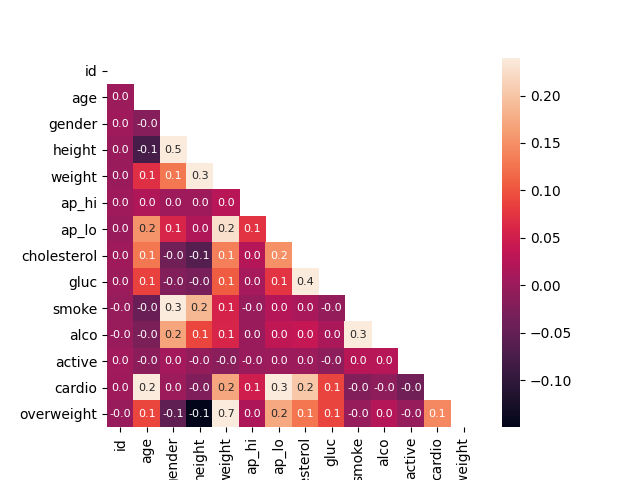 id
age 0.0
gender 0.0 -0.0
height 0.0 -0.1 0.5
weight 0.0 0.1 0.1 0.3
ap_hi 0.0 0.0 0.0 0.0 0.0
ap_lo 0.0 0.2 0.1 0.0 0.2 0.1
cholesterol 0.0 0.1 -0.0 -0.1 0.1 0.0 0.2
gluc 0.0 0.1 -0.0 -0.0 0.1 0.0 0.1 0.4
smoke -0.0 -0.0 0.3 0.2 0.1 -0.0 0.0 0.0 -0.0
alco -0.0 -0.0 0.2 0.1 0.1 0.0 0.0 0.0 0.0 0.3
active 0.0 -0.0 0.0 -0.0 -0.0 -0.0 0.0 0.0 -0.0 0.0 0.0
cardio 0.0 0.2 0.0 -0.0 0.2 0.1 0.3 0.2 0.1 -0.0 -0.0 -0.0
overweight -0.0 0.1 -0.1 -0.1 0.7 0.0 0.2 0.1 0.1 -0.0 0.0 -0.0 0.1
id
age
gender
height
weight
ap_hi
ap_lo
esterol
gluc
smoke
alco
active
cardio
weight
0.20
0.15
0.10
0.05
0.00
−0.05
−0.10